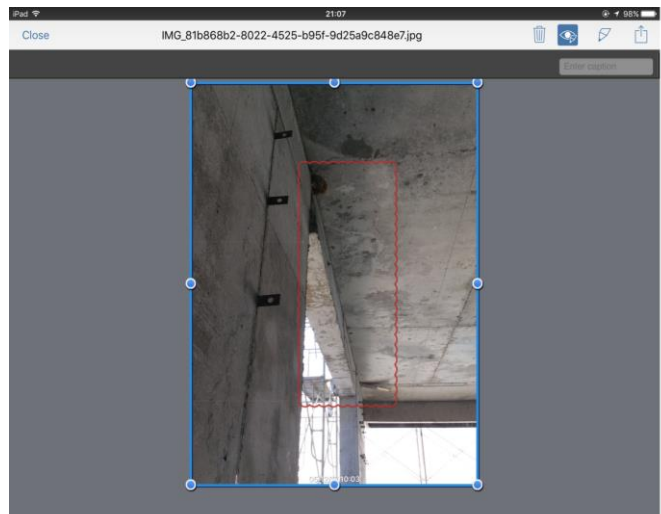 iPad
21:07
98%
Close
IMG_81b868b2-8022-4525-b95f-9d25a9c848e7.jpg
Enter caption